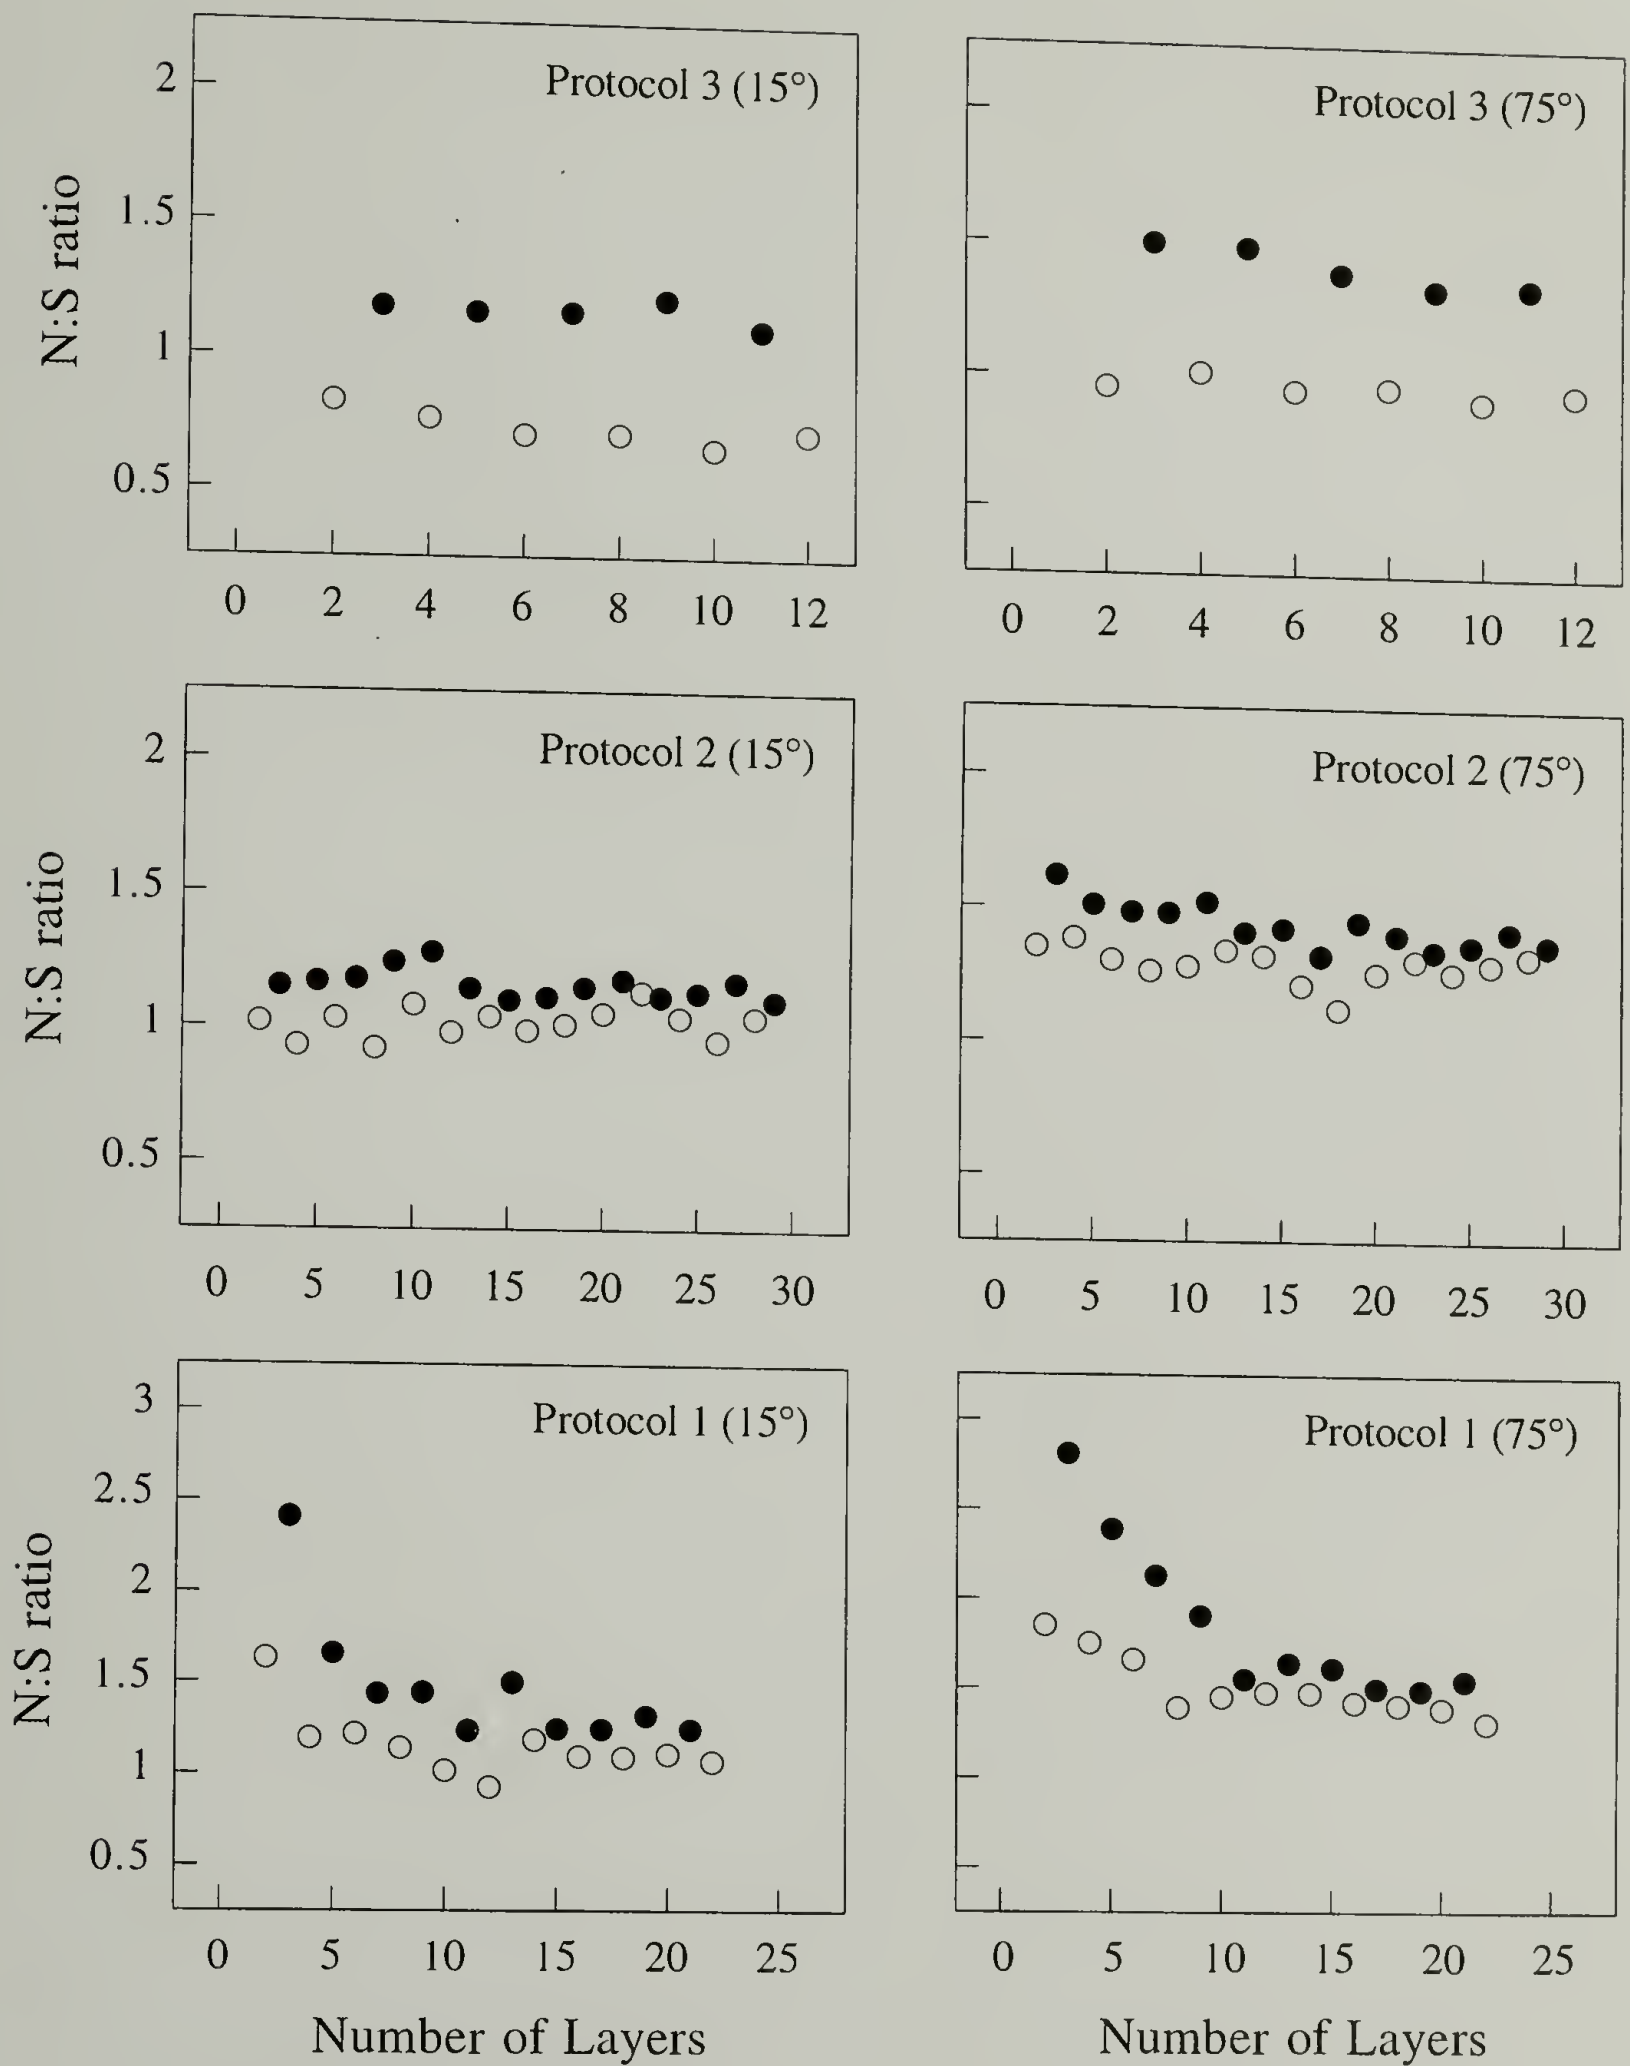 Protocol 3 (15°)
2
1.5
1
0.5
N:S ratio
0 2 4 6 8 10 12
Protocol 3 (75°)
0 2 4 6 8 10 12
Protocol 2 (15°)
2
1.5
1
0.5
N:S ratio
0 5 10 15 20 25 30
Protocol 2 (75°)
0 5 10 15 20 25 30
Protocol 1 (15°)
3
2.5
2
1.5
1
0.5
N:S ratio
0 5 10 15 20 25
Number of Layers
Protocol 1 (75°)
0 5 10 15 20 25
Number of Layers